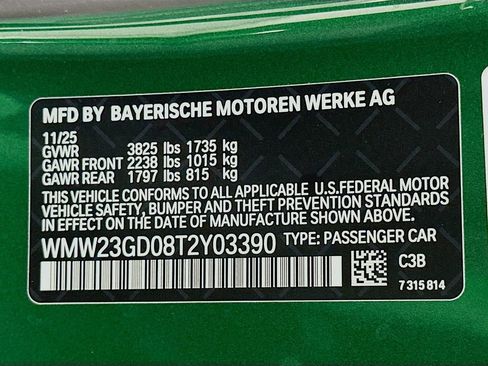 MFD BY BAYERISCHE MOTOREN WERKE AG
11/25
GVWR 3825 lbs 1735 kg
GAWR FRONT 2238 lbs 1015 kg
GAWR REAR 1797 lbs 815 kg
THIS VEHICLE CONFORMS TO ALL APPLICABLE U.S.FEDERAL MOTOR
VEHICLE SAFETY, BUMPER AND THEFT PREVENTION STANDARDS
IN EFFECT ON THE DATE OF MANUFACTURE SHOWN ABOVE.
WMW23GD08T2Y03390 TYPE: PASSENGER CAR
C3B
7 315 814